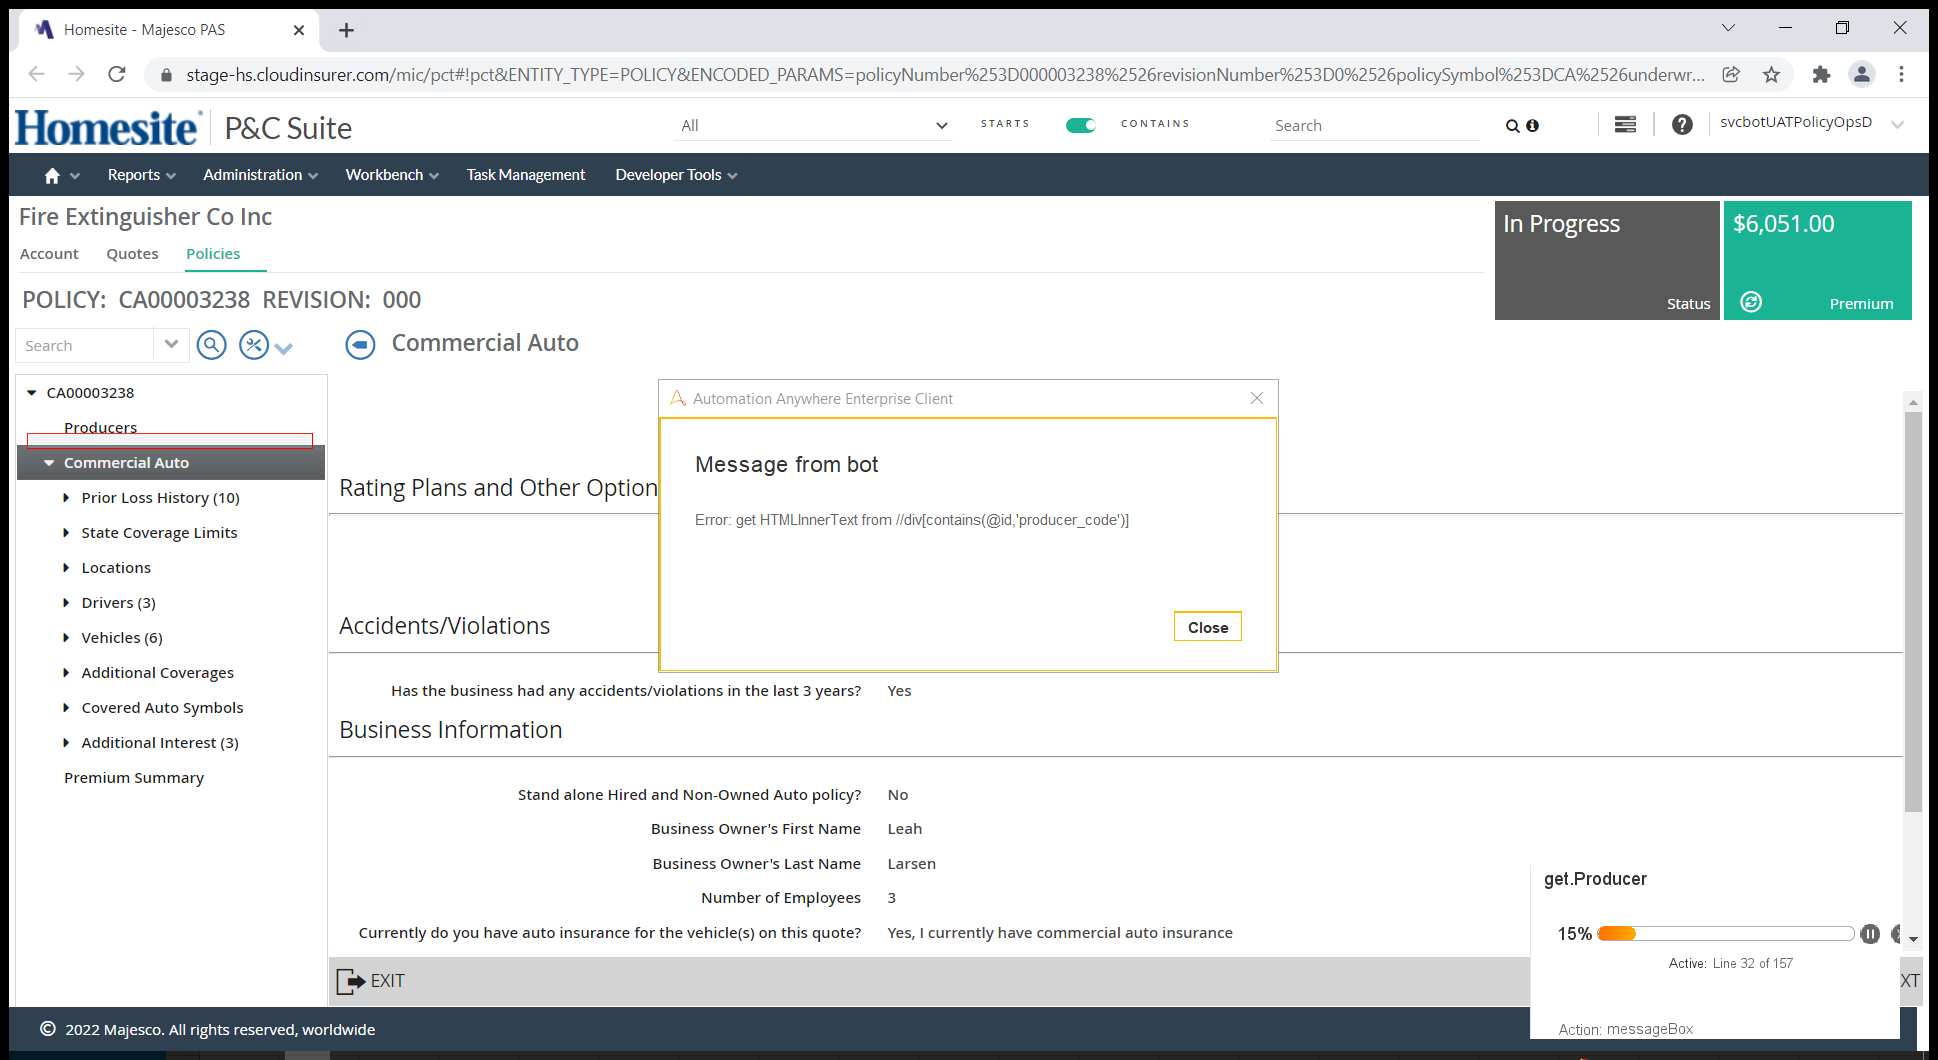 Homesite - Majesco PAS
stage-hs.cloudinsurer.com/mic/pct#!pct&ENTITY_TYPE=POLICY&ENCODED_PARAMS=policyNumber%253D000003238%2526revisionNumber%253D0%2526policySymbol%253DCA%2526underwr...
Homesite P&C Suite All STARTS CONTAINS Search svcbotUATPolicyOpsD
Reports Administration Workbench Task Management Developer Tools
Fire Extinguisher Co Inc
Account Quotes Policies
In Progress
Status
$6,051.00
Premium
POLICY: CA00003238 REVISION: 000
Search
Commercial Auto
CA00003238
Producers
Commercial Auto
Prior Loss History (10)
State Coverage Limits
Locations
Drivers (3)
Vehicles (6)
Additional Coverages
Covered Auto Symbols
Additional Interest (3)
Premium Summary
Rating Plans and Other Option
Automation Anywhere Enterprise Client
Message from bot
Error: get HTMLInnerText from //div[contains(@id,'producer_code')]
Close
Accidents/Violations
Has the business had any accidents/violations in the last 3 years? Yes
Business Information
Stand alone Hired and Non-Owned Auto policy? No
Business Owner's First Name Leah
Business Owner's Last Name Larsen
Number of Employees 3
Currently do you have auto insurance for the vehicle(s) on this quote? Yes, I currently have commercial auto insurance
EXIT
XT
get.Producer
15%
Active: Line 32 of 157
Action: messageBox
© 2022 Majesco. All rights reserved, worldwide